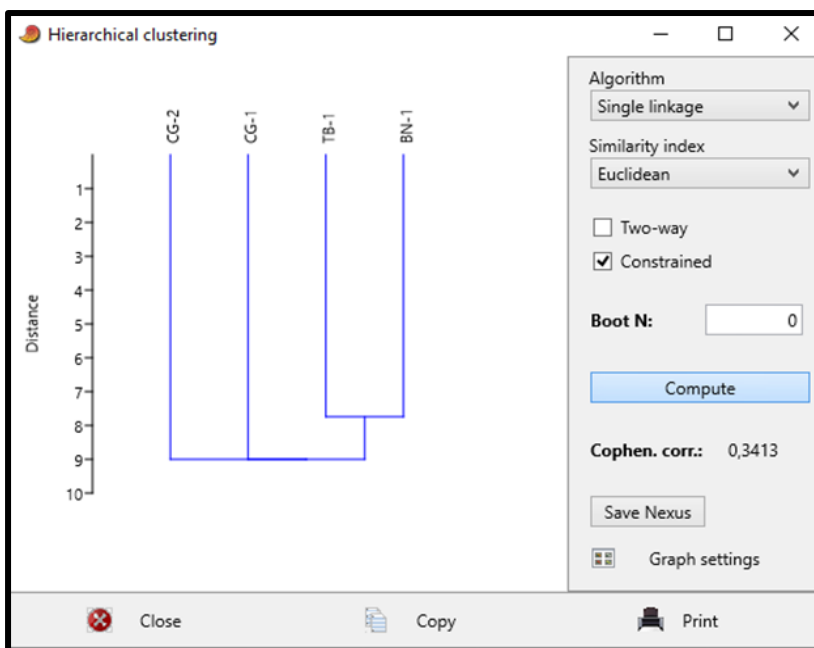 Hierarchical clustering
CG-2
CG-1
TB-1
BN-1
Distance
1
2
3
4
5
6
7
8
9
10
Algorithm
Single linkage
Similarity index
Euclidean
Two-way
Constrained
Boot N: 0
Compute
Cophen. corr.: 0,3413
Save Nexus
Graph settings
Close Copy Print